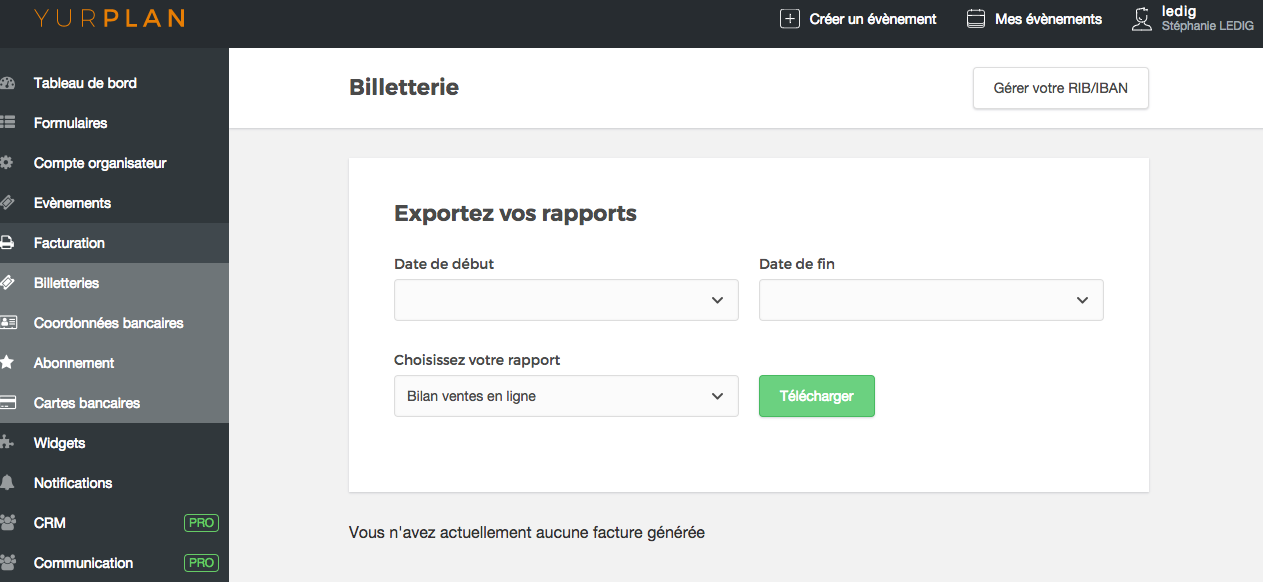 YURPLAN
Créer un évènement
Mes évènements
ledig
Stéphanie LEDIG
Tableau de bord
Formulaires
Compte organisateur
Evènements
Facturation
Billetteries
Coordonnées bancaires
Abonnement
Cartes bancaires
Widgets
Notifications
CRM PRO
Communication PRO
Billetterie
Gérer votre RIB/IBAN
Exportez vos rapports
Date de début
Date de fin
Choisissez votre rapport
Bilan ventes en ligne
Télécharger
Vous n'avez actuellement aucune facture générée